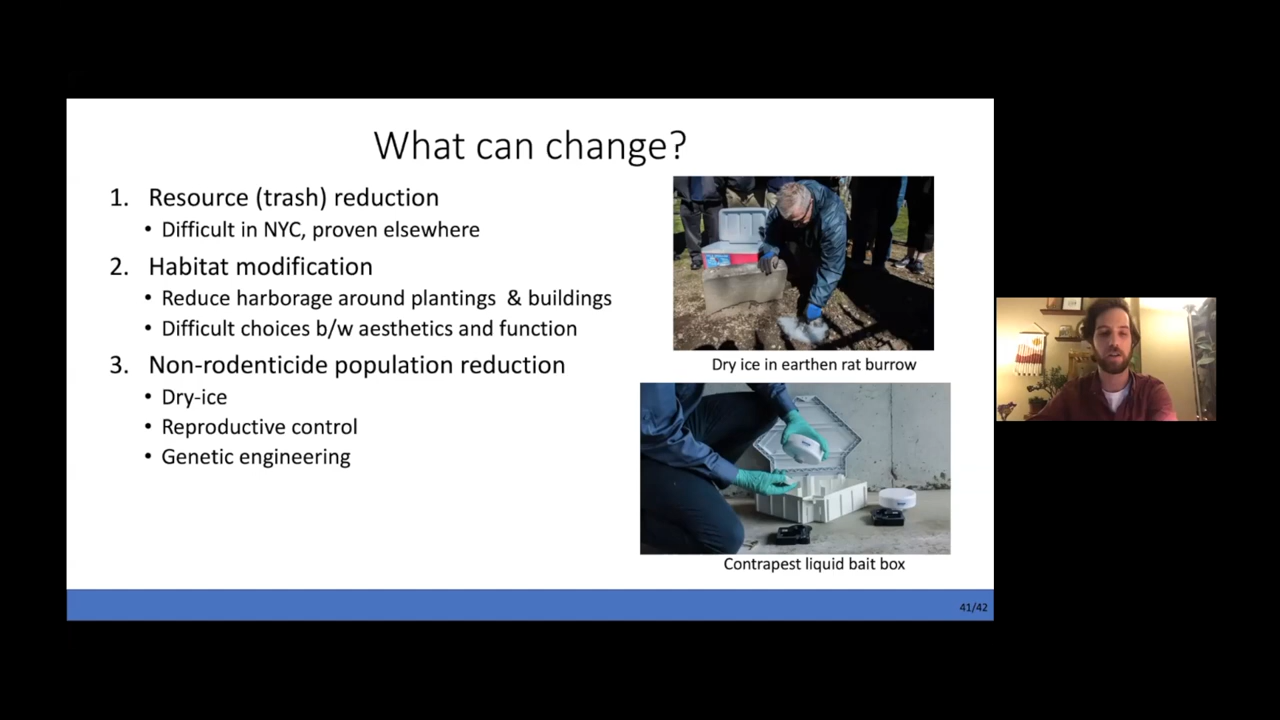 What can change?
1. Resource (trash) reduction
• Difficult in NYC, proven elsewhere
2. Habitat modification
• Reduce harborage around plantings & buildings
• Difficult choices b/w aesthetics and function
3. Non-rodenticide population reduction
• Dry-ice
• Reproductive control
• Genetic engineering
Dry ice in earthen rat burrow
Contrapest liquid bait box
41/42